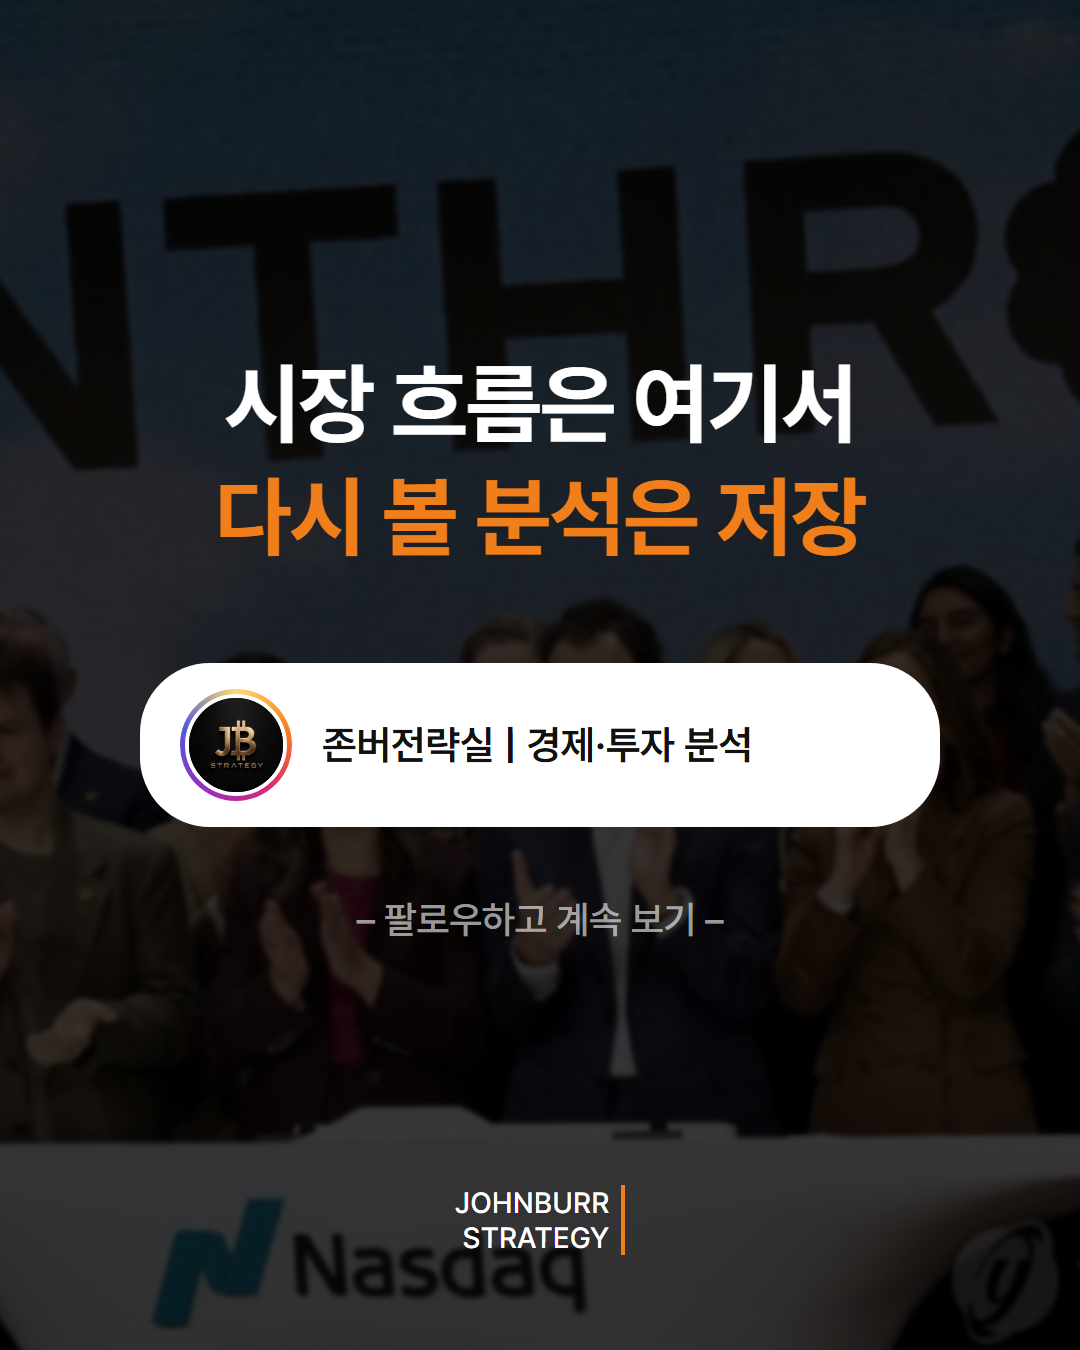 NTHR
시장 흐름은 여기서
다시 볼 분석은 저장
JB
STRATEGY
존버전략실 | 경제·투자 분석
– 팔로우하고 계속 보기 –
JOHNBURR
STRATEGY
Nasdaq